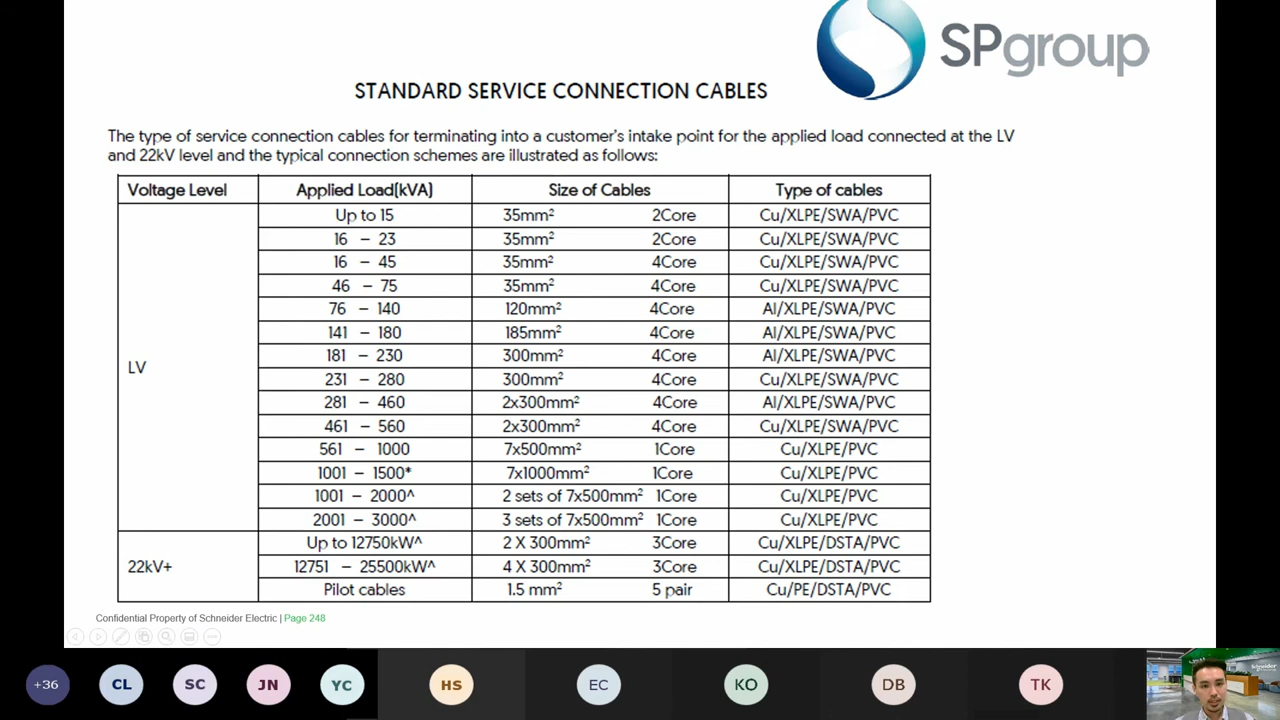 SPgroup
STANDARD SERVICE CONNECTION CABLES
The type of service connection cables for terminating into a customer's intake point for the applied load connected at the LV
and 22kV level and the typical connection schemes are illustrated as follows:
Voltage Level Applied Load(kVA) Size of Cables Type of cables
Up to 15 35mm² 2Core Cu/XLPE/SWA/PVC
16 – 23 35mm² 2Core Cu/XLPE/SWA/PVC
16 – 45 35mm² 4Core Cu/XLPE/SWA/PVC
46 – 75 35mm² 4Core Cu/XLPE/SWA/PVC
76 – 140 120mm² 4Core Al/XLPE/SWA/PVC
141 – 180 185mm² 4Core Al/XLPE/SWA/PVC
181 – 230 300mm² 4Core Al/XLPE/SWA/PVC
LV
231 – 280 300mm² 4Core Cu/XLPE/SWA/PVC
281 – 460 2x300mm² 4Core Al/XLPE/SWA/PVC
461 – 560 2x300mm² 4Core Cu/XLPE/SWA/PVC
561 – 1000 7x500mm² 1Core Cu/XLPE/PVC
1001 – 1500* 7x1000mm² 1Core Cu/XLPE/PVC
1001 – 2000^ 2 sets of 7x500mm² 1Core Cu/XLPE/PVC
2001 – 3000^ 3 sets of 7x500mm² 1Core Cu/XLPE/PVC
Up to 12750kW^ 2 X 300mm² 3Core Cu/XLPE/DSTA/PVC
22kV+ 12751 – 25500kW^ 4 X 300mm² 3Core Cu/XLPE/DSTA/PVC
Pilot cables 1.5 mm² 5 pair Cu/PE/DSTA/PVC
Confidential Property of Schneider Electric | Page 248
+36 CL SC JN YC HS EC KO DB TK